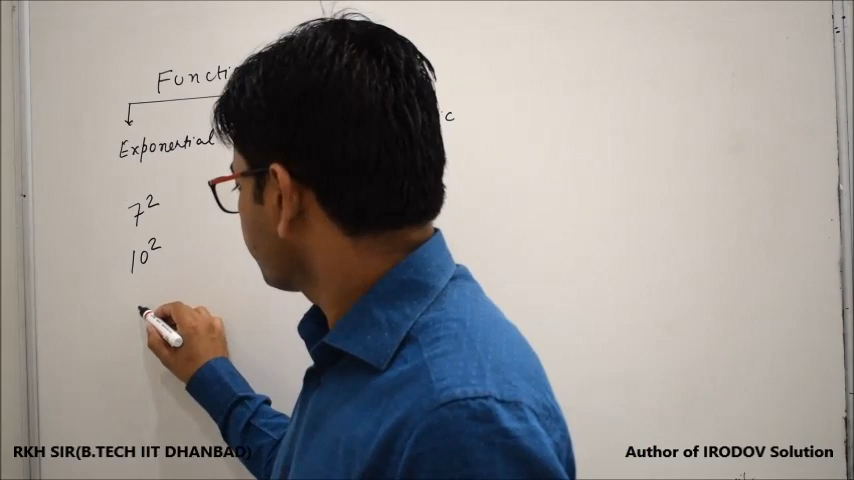 Functi
Exponential c
7²
10²
RKH SIR(B.TECH IIT DHANBAD) Author of IRODOV Solution